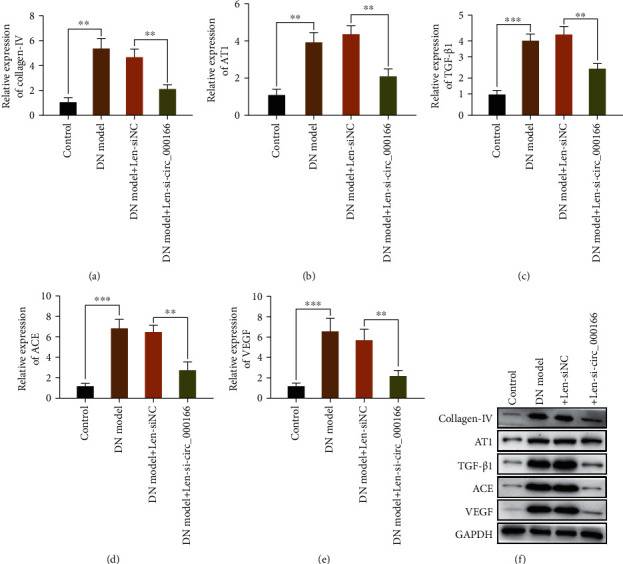 Relative expression
of collagen-IV
8
6
4
2
0
**
**
Control
DN model
DN model+Len-siNC
DN model+Len-si-circ_000166
(a)
Relative expression
of AT1
6
4
2
0
**
**
Control
DN model
DN model+Len-siNC
DN model+Len-si-circ_000166
(b)
Relative expression
of TGF-β1
5
4
3
2
1
0
***
**
Control
DN model
DN model+Len-siNC
DN model+Len-si-circ_000166
(c)
Relative expression
of ACE
10
8
6
4
2
0
***
**
Control
DN model
DN model+Len-siNC
DN model+Len-si-circ_000166
(d)
Relative expression
of VEGF
10
8
6
4
2
0
***
**
Control
DN model
DN model+Len-siNC
DN model+Len-si-circ_000166
(e)
Control
DN model
+Len-siNC
+Len-si-circ_000166
Collagen-IV
AT1
TGF-β1
ACE
VEGF
GAPDH
(f)